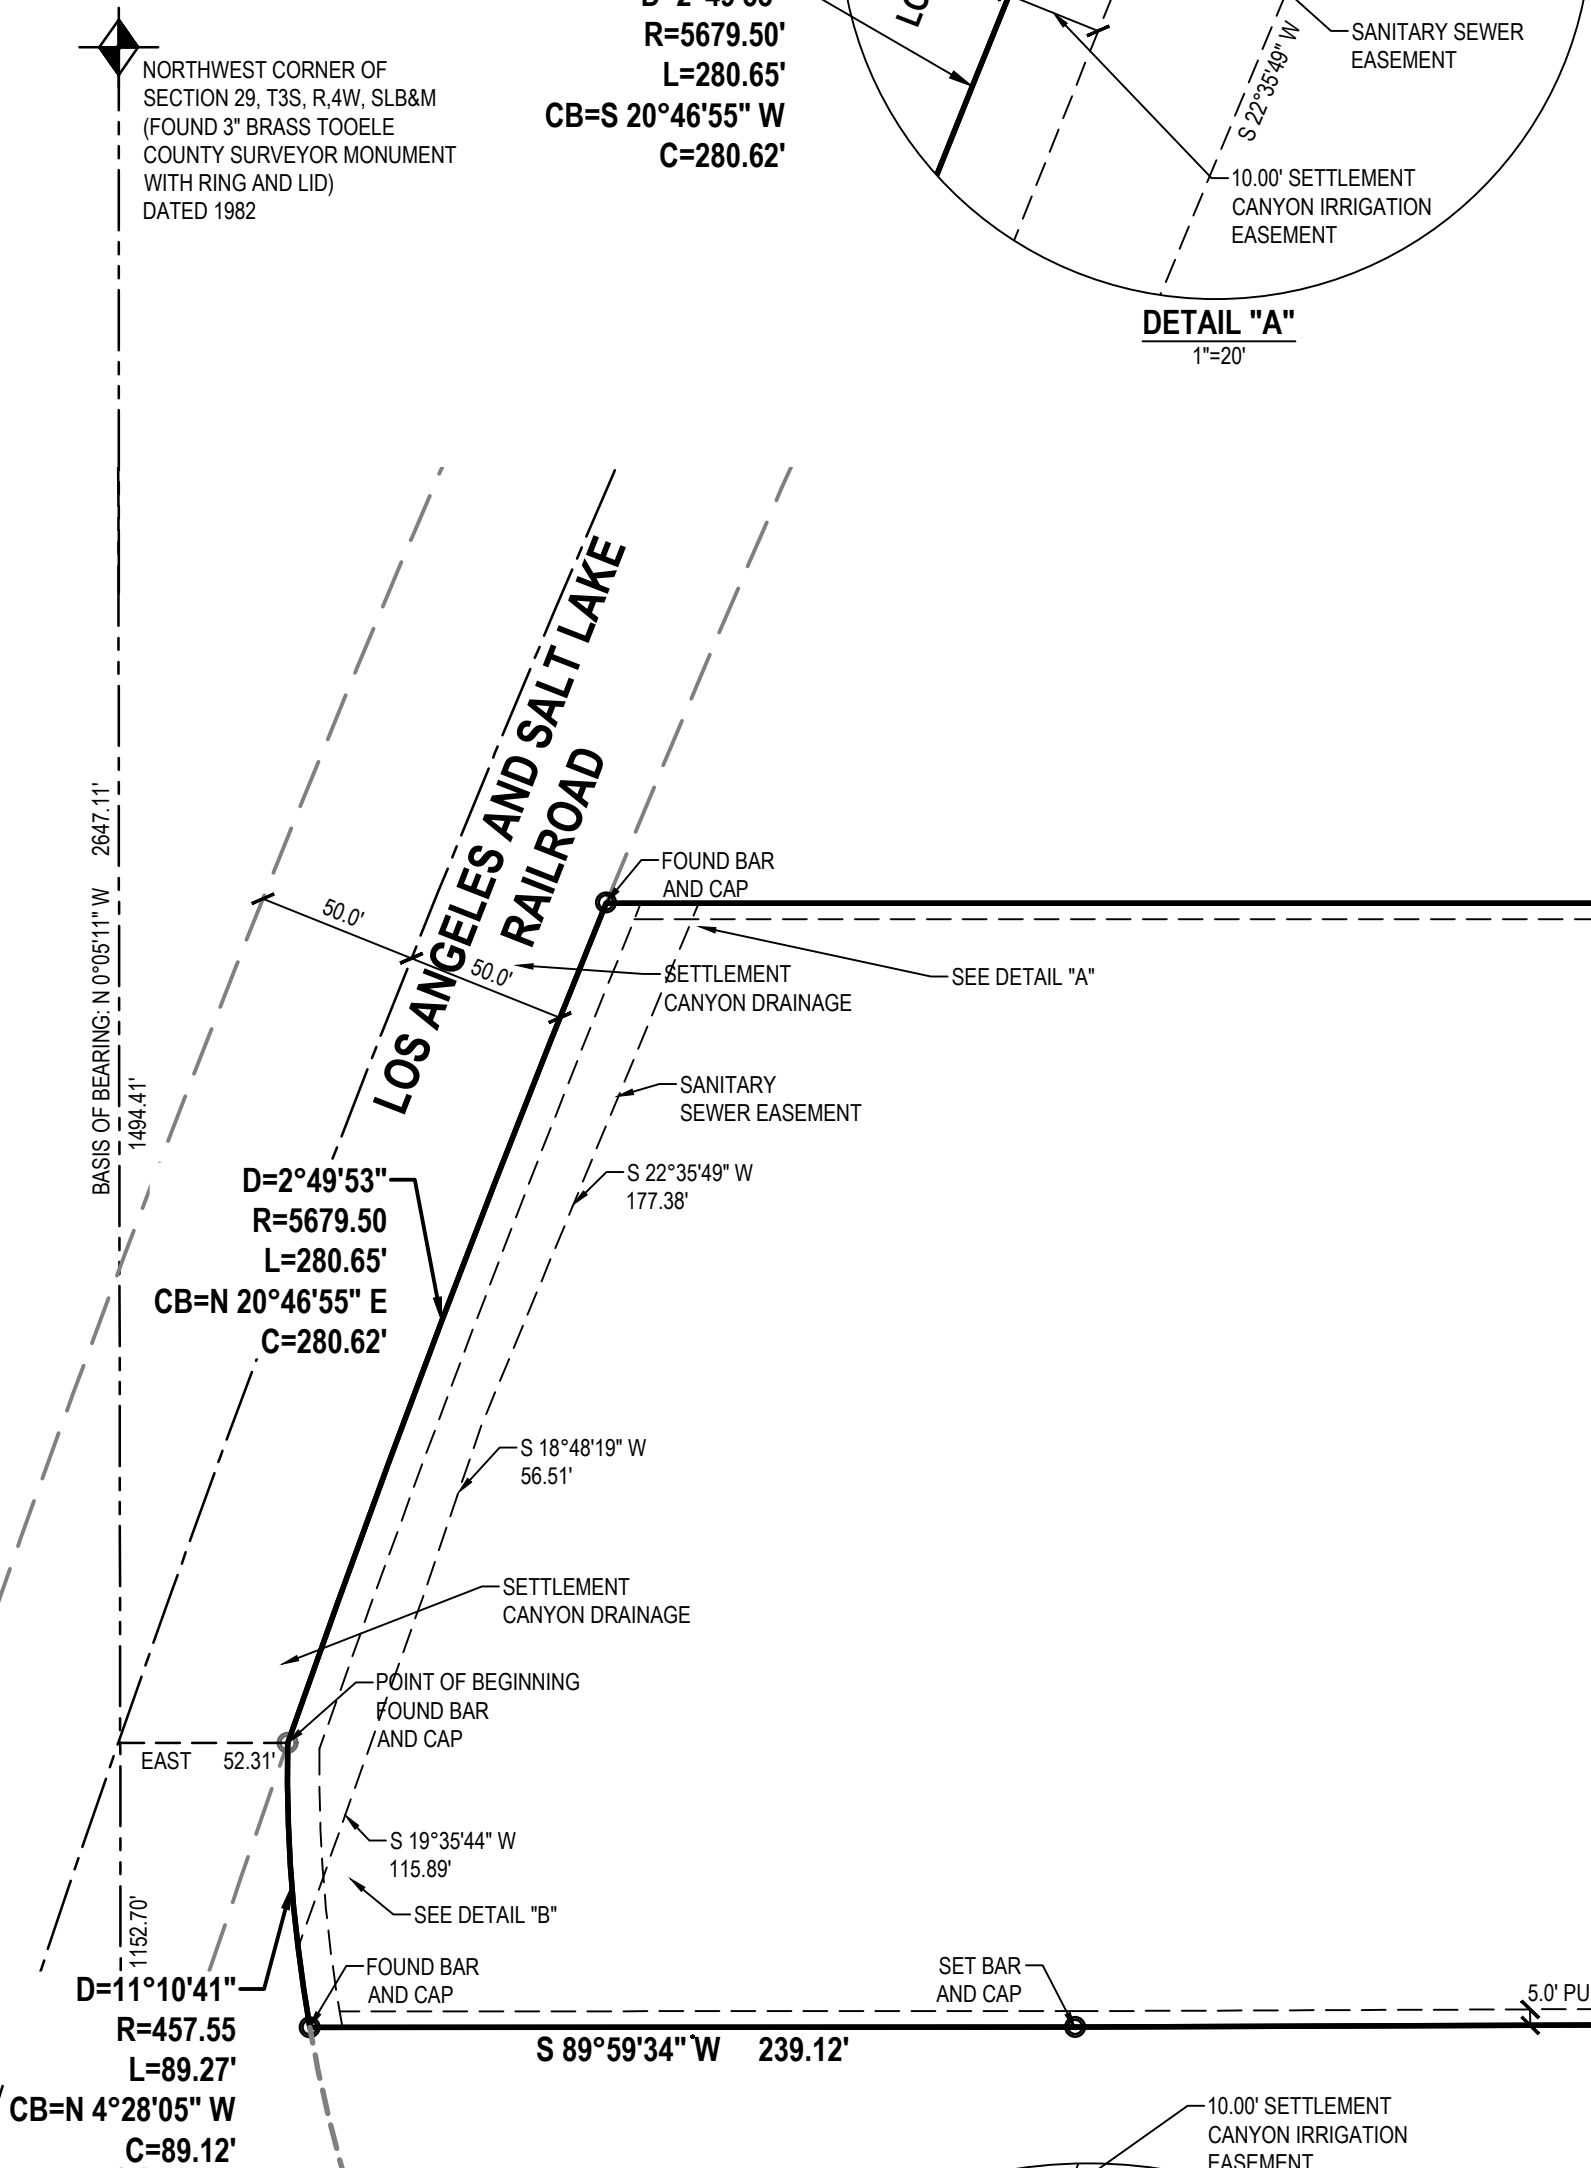 R=5679.50'
L=280.65'
CB=S 20°46'55" W
C=280.62'
SANITARY SEWER
EASEMENT
S 22°35'49" W
10.00' SETTLEMENT
CANYON IRRIGATION
EASEMENT
DETAIL "A"
1"=20'
NORTHWEST CORNER OF
SECTION 29, T3S, R,4W, SLB&M
(FOUND 3" BRASS TOOELE
COUNTY SURVEYOR MONUMENT
WITH RING AND LID)
DATED 1982
LOS ANGELES AND SALT LAKE
RAILROAD
BASIS OF BEARING: N 0°05'11" W 2647.11'
1494.41'
50.0'
50.0'
FOUND BAR
AND CAP
SETTLEMENT
CANYON DRAINAGE
SEE DETAIL "A"
SANITARY
SEWER EASEMENT
S 22°35'49" W
177.38'
D=2°49'53"
R=5679.50
L=280.65'
CB=N 20°46'55" E
C=280.62'
S 18°48'19" W
56.51'
SETTLEMENT
CANYON DRAINAGE
POINT OF BEGINNING
FOUND BAR
AND CAP
EAST 52.31'
S 19°35'44" W
115.89'
SEE DETAIL "B"
1152.70'
FOUND BAR
AND CAP
SET BAR
AND CAP
5.0' PU
D=11°10'41"
R=457.55
L=89.27'
CB=N 4°28'05" W
C=89.12'
S 89°59'34" W 239.12'
10.00' SETTLEMENT
CANYON IRRIGATION
EASEMENT